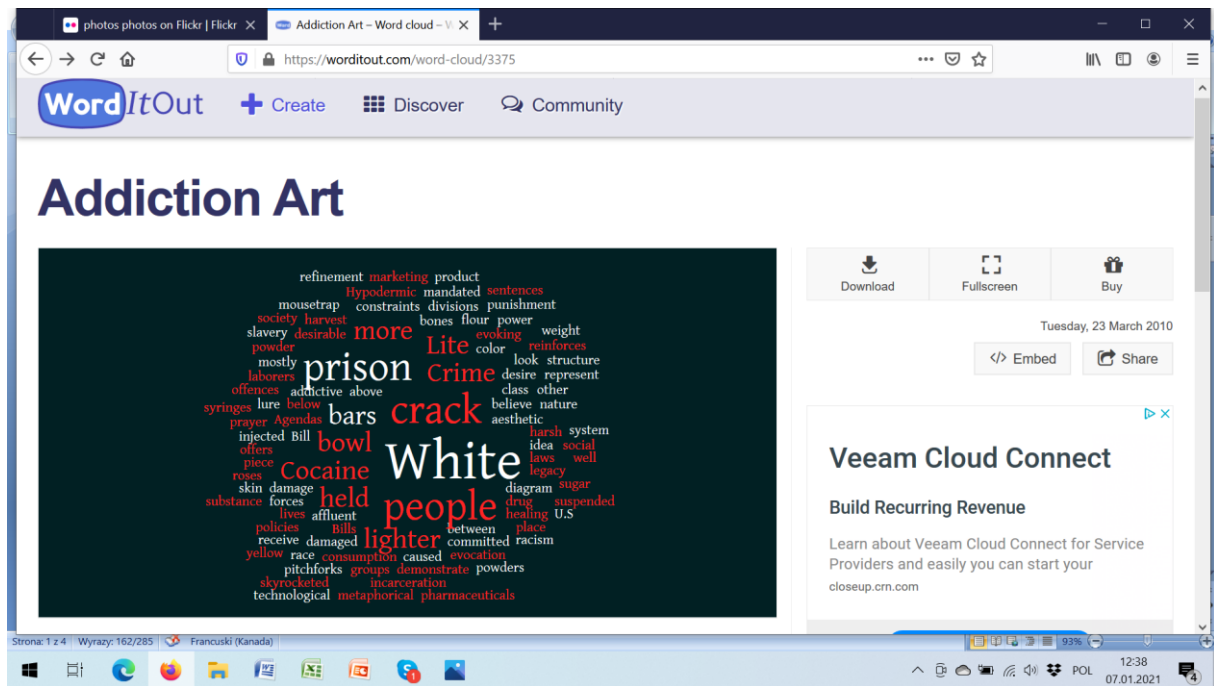 photos photos on Flickr | Flickr
Addiction Art – Word cloud –
https://worditout.com/word-cloud/3375
WordItOut Create Discover Community
Addiction Art
refinement marketing product
Hypodermic mandated sentences
mousetrap constraints divisions punishment
society harvest bones flour power
slavery desirable more Lite evoking weight
powder color reinforces
mostly prison Crime look structure
laborers desire represent
offences addictive above class other
syringes lure below bars crack believe nature
prayer Agendas aesthetic
injected Bill bowl harsh system
offers idea social
piece White laws well
roses Cocaine legacy
skin damage diagram sugar
substance forces held people drug suspended
lives affluent healing U.S
policies Bills between place
receive damaged lighter committed racism
yellow race consumption caused evocation
pitchforks groups demonstrate powders
skyrocketed incarceration
technological metaphorical pharmaceuticals
Download Fullscreen Buy
Tuesday, 23 March 2010
</> Embed Share
Veeam Cloud Connect
Build Recurring Revenue
Learn about Veeam Cloud Connect for Service
Providers and easily you can start your
closeup.crn.com
Strona: 1 z 4 Wyrazy: 162/285 Francuski (Kanada) 93%
POL 12:38
07.01.2021
4